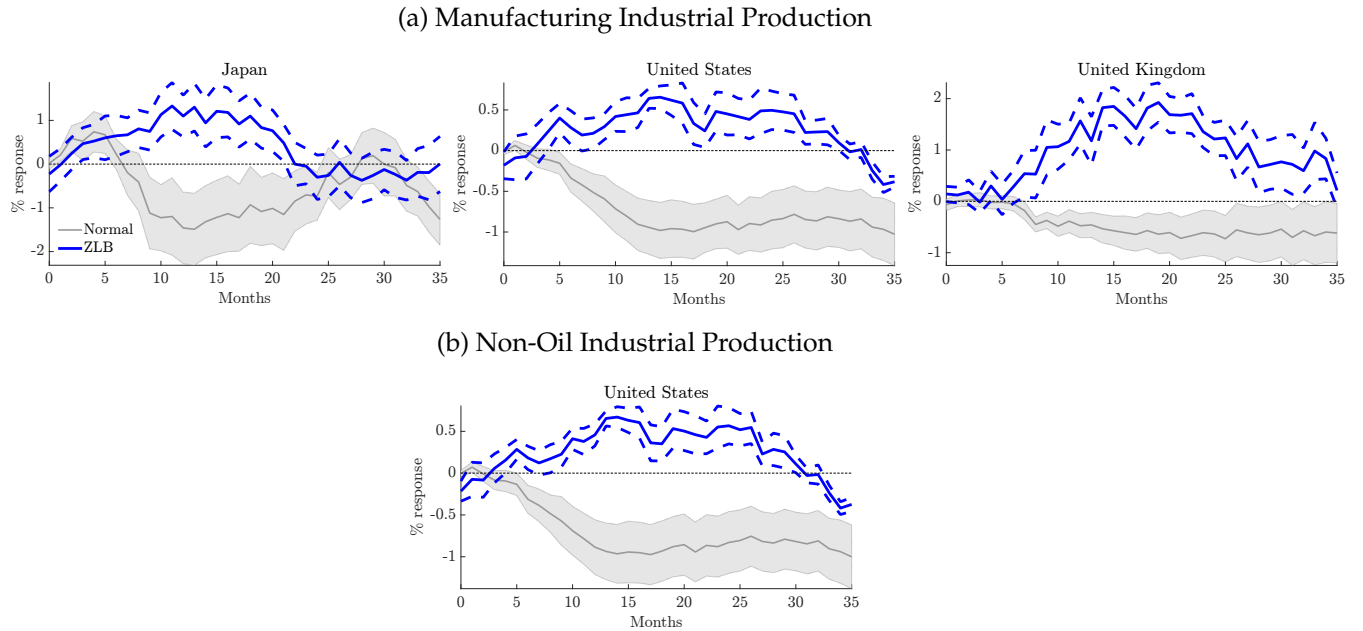 (a) Manufacturing Industrial Production
Japan
% response
1
0
-1
-2
Normal
ZLB
0 5 10 15 20 25 30 35
Months
United States
% response
0.5
0
-0.5
-1
0 5 10 15 20 25 30 35
Months
United Kingdom
% response
2
1
0
-1
0 5 10 15 20 25 30 35
Months
(b) Non-Oil Industrial Production
United States
% response
0.5
0
-0.5
-1
0 5 10 15 20 25 30 35
Months